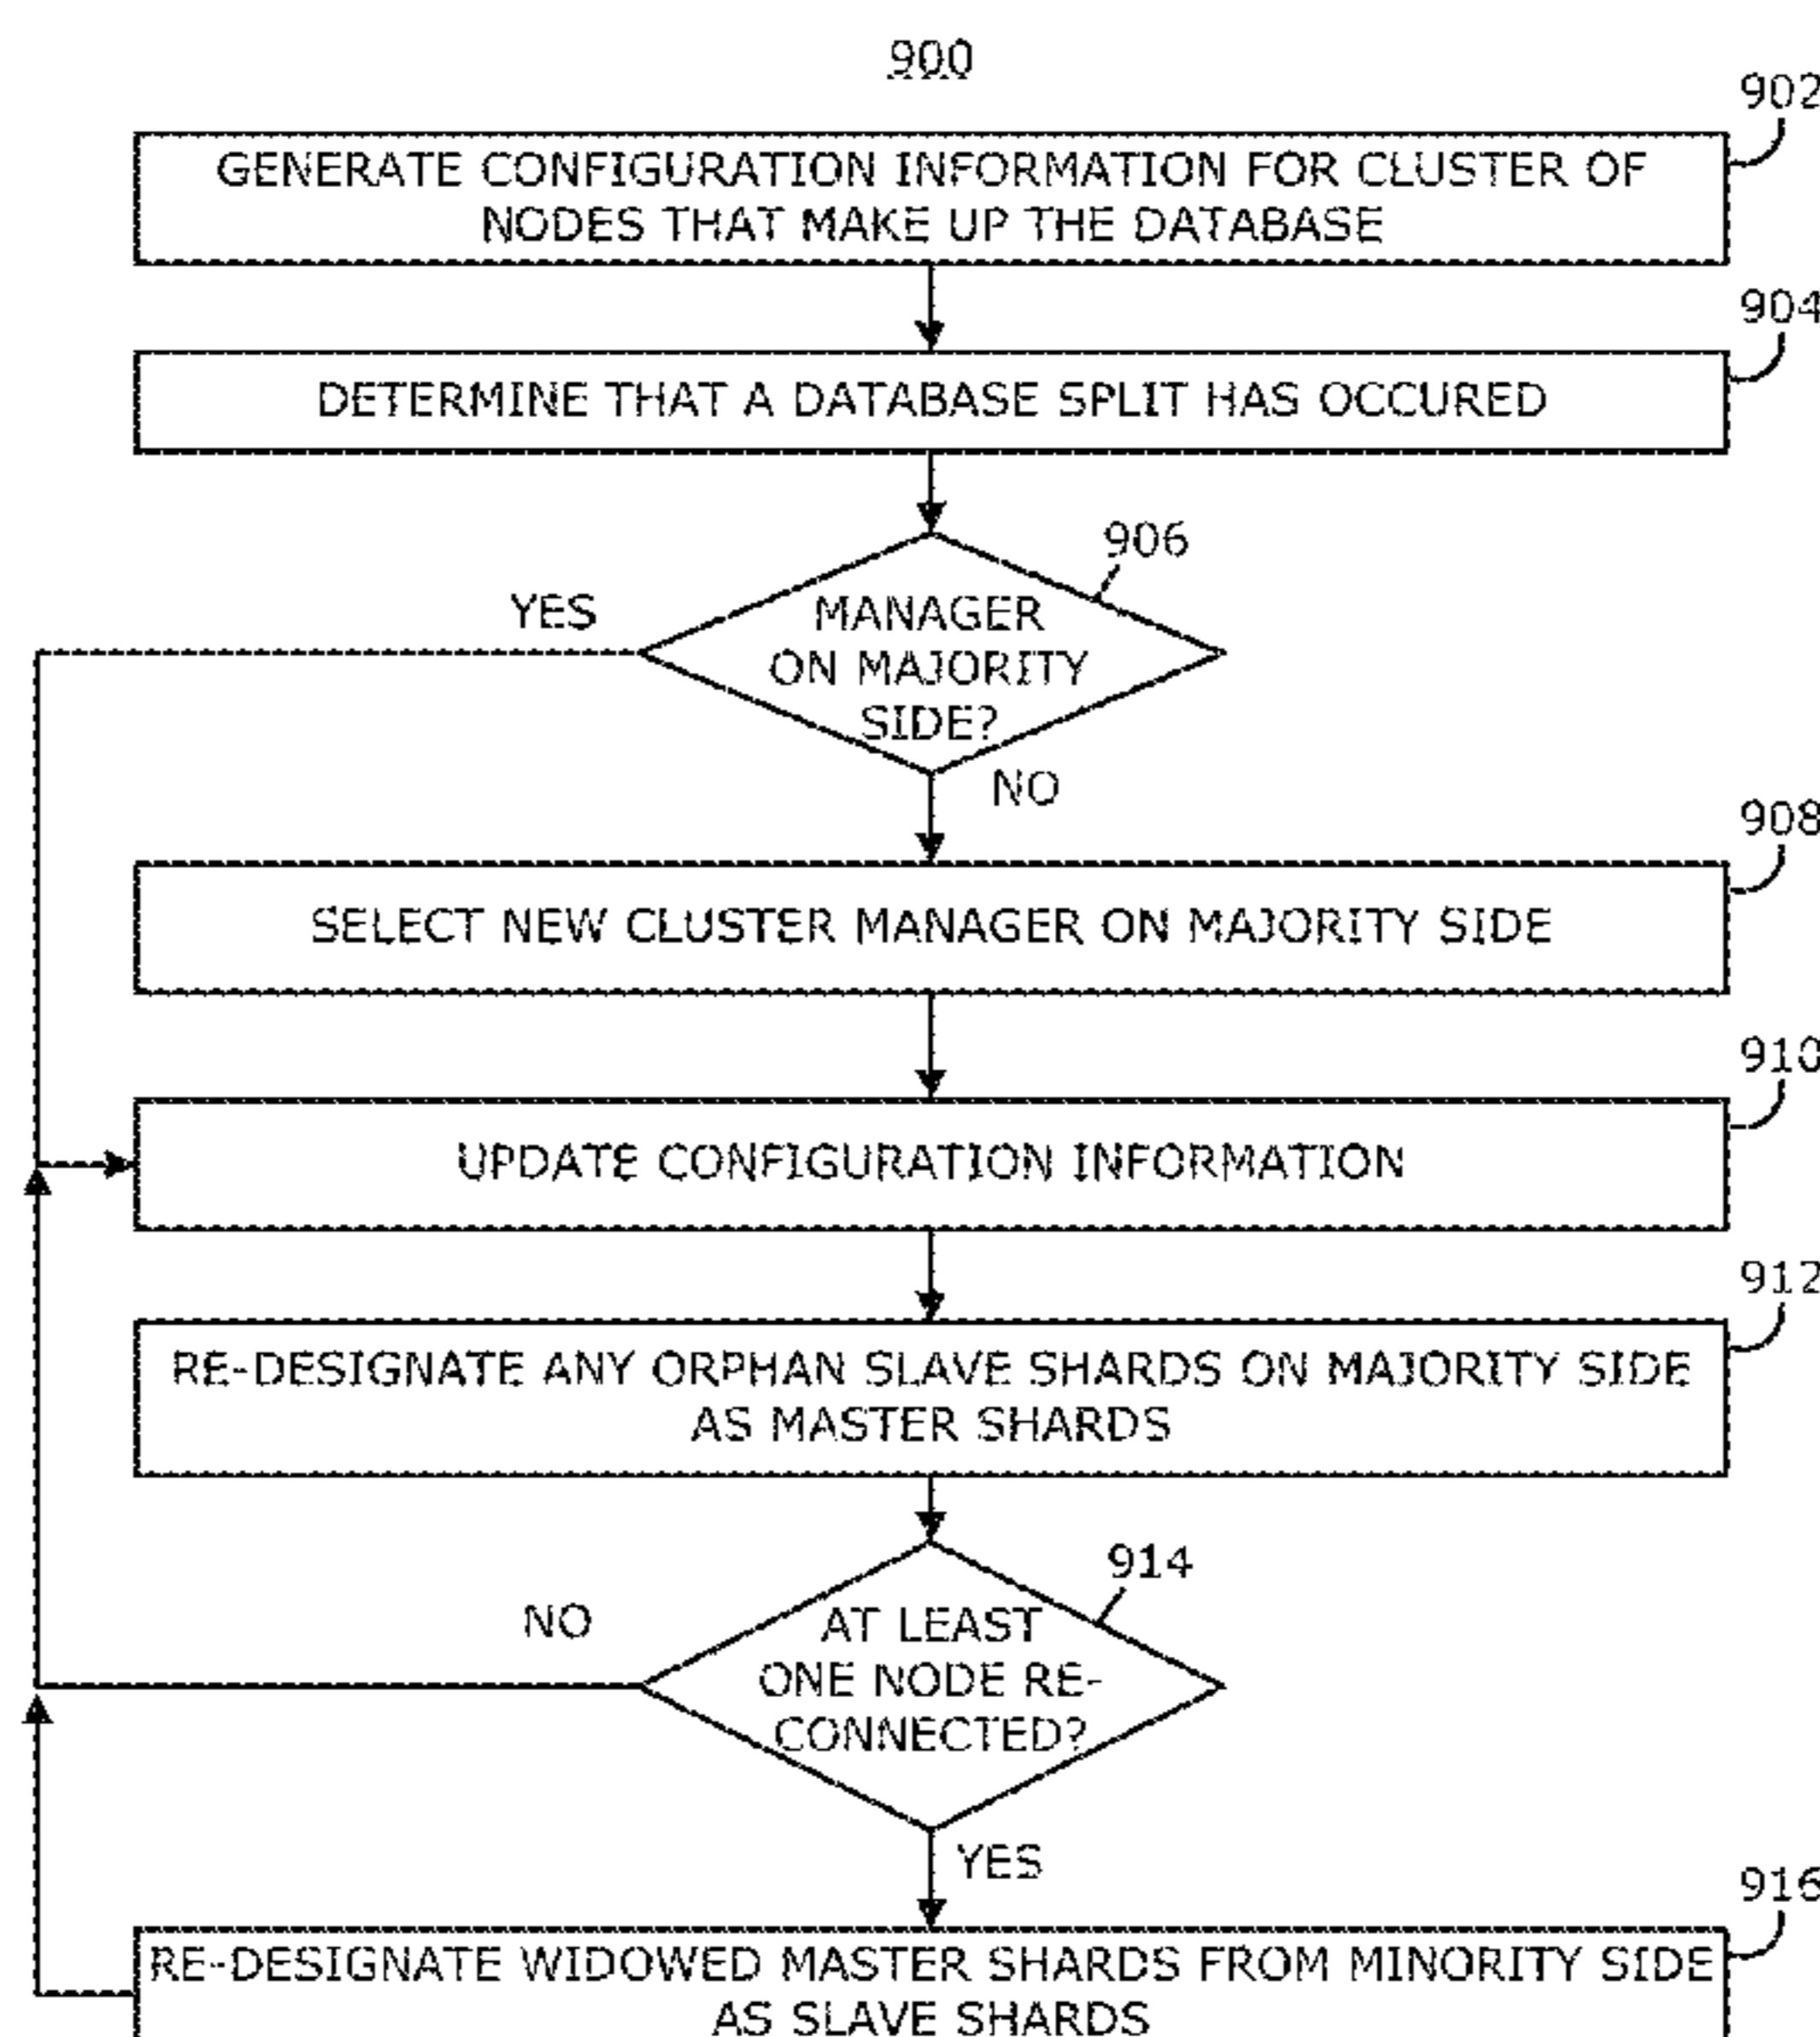 900
902
GENERATE CONFIGURATION INFORMATION FOR CLUSTER OF
NODES THAT MAKE UP THE DATABASE
904
DETERMINE THAT A DATABASE SPLIT HAS OCCURED
906
YES
MANAGER
ON MAJORITY
SIDE?
NO
908
SELECT NEW CLUSTER MANAGER ON MAJORITY SIDE
910
UPDATE CONFIGURATION INFORMATION
912
RE-DESIGNATE ANY ORPHAN SLAVE SHARDS ON MAJORITY SIDE
AS MASTER SHARDS
914
NO
AT LEAST
ONE NODE RE-
CONNECTED?
YES
916
RE-DESIGNATE WIDOWED MASTER SHARDS FROM MINORITY SIDE
AS SLAVE SHARDS